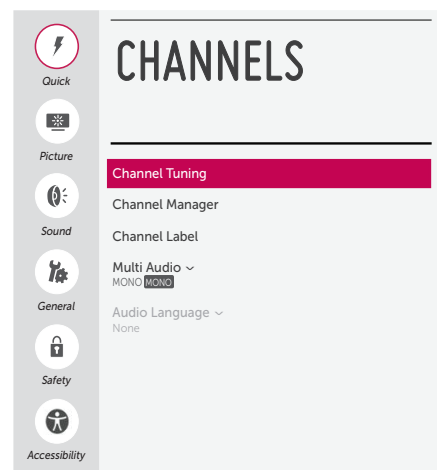 Quick
Picture
Sound
General
Safety
Accessibility
CHANNELS
Channel Tuning
Channel Manager
Channel Label
Multi Audio
MONO MONO
Audio Language
None